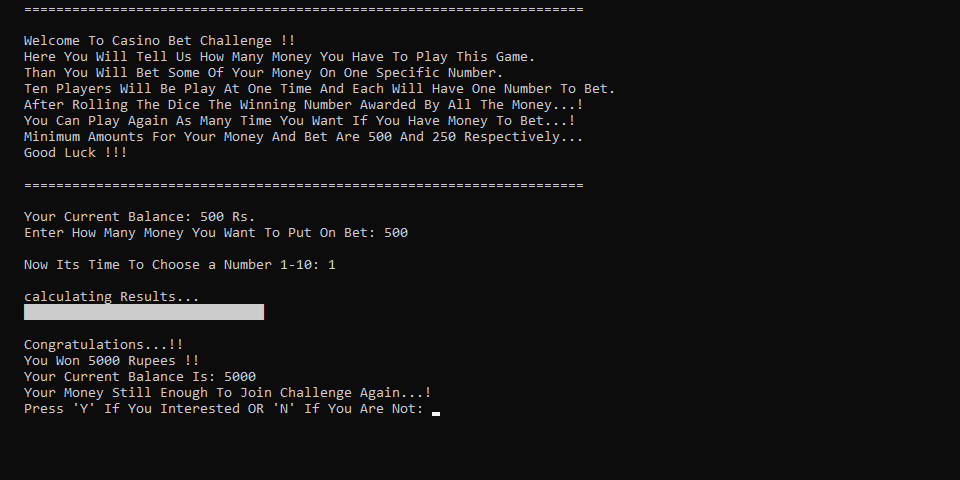 ======================================================================
Welcome To Casino Bet Challenge !!
Here You Will Tell Us How Many Money You Have To Play This Game.
Than You Will Bet Some Of Your Money On One Specific Number.
Ten Players Will Be Play At One Time And Each Will Have One Number To Bet.
After Rolling The Dice The Winning Number Awarded By All The Money...!
You Can Play Again As Many Time You Want If You Have Money To Bet...!
Minimum Amounts For Your Money And Bet Are 500 And 250 Respectively...
Good Luck !!!
======================================================================
Your Current Balance: 500 Rs.
Enter How Many Money You Want To Put On Bet: 500
Now Its Time To Choose a Number 1-10: 1
calculating Results...
Congratulations...!!
You Won 5000 Rupees !!
Your Current Balance Is: 5000
Your Money Still Enough To Join Challenge Again...!
Press 'Y' If You Interested OR 'N' If You Are Not: